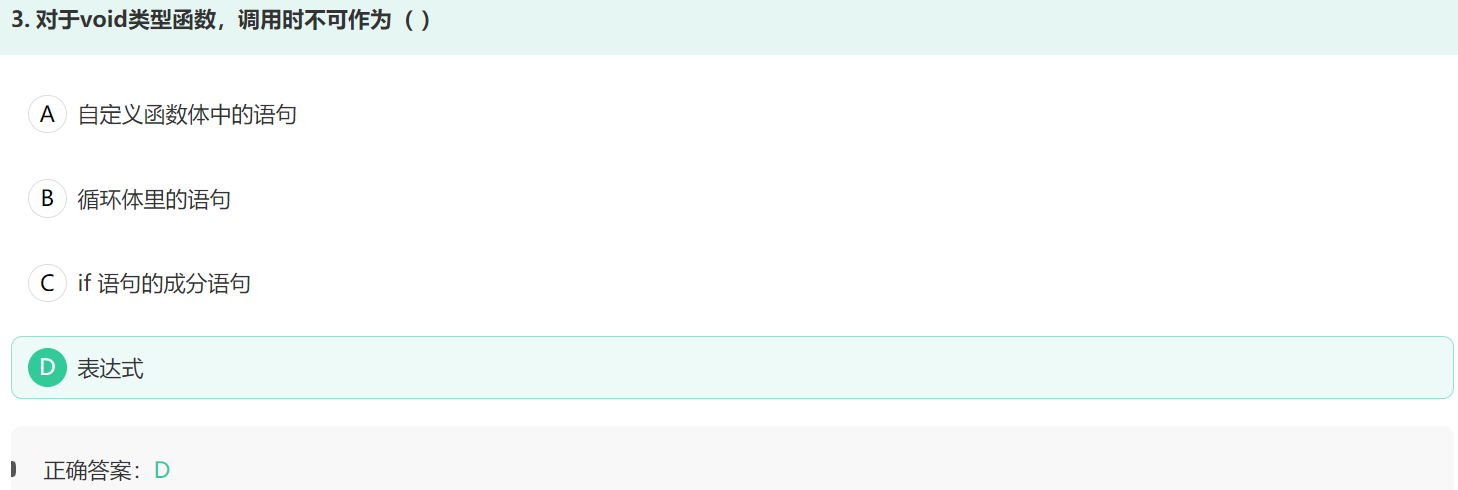 3. 对于void类型函数，调用时不可作为（ ）
A 自定义函数体中的语句
B 循环体里的语句
C if 语句的成分语句
D 表达式
正确答案：D